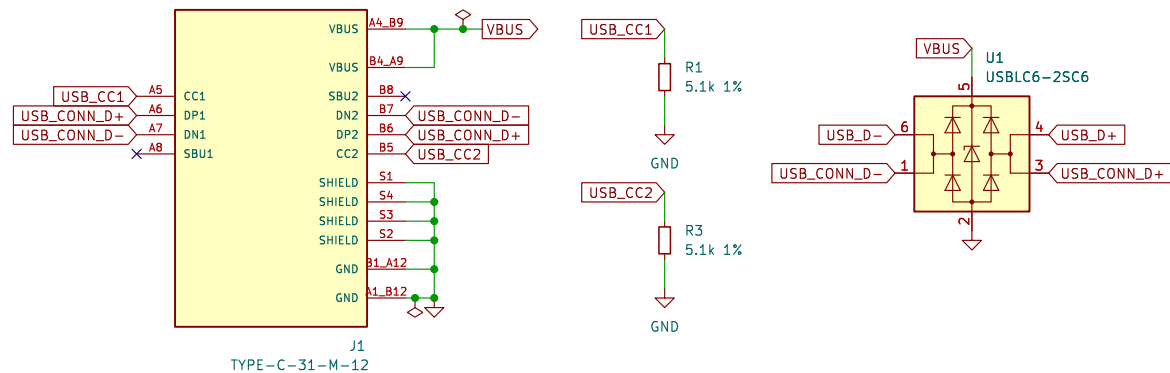 VBUS
A4_B9
VBUS
VBUS
B4_A9
USB_CC1
A5
CC1
SBU2
B8
USB_CONN_D+
A6
DP1
DN2
B7
USB_CONN_D-
USB_CONN_D-
A7
DN1
DP2
B6
USB_CONN_D+
A8
SBU1
CC2
B5
USB_CC2
SHIELD
S1
SHIELD
S4
SHIELD
S3
SHIELD
S2
GND
B1_A12
GND
A1_B12
J1
TYPE-C-31-M-12
USB_CC1
R1
5.1k 1%
GND
USB_CC2
R3
5.1k 1%
GND
VBUS
U1
USBLC6-2SC6
5
USB_D-
6
4
USB_D+
USB_CONN_D-
1
3
USB_CONN_D+
2